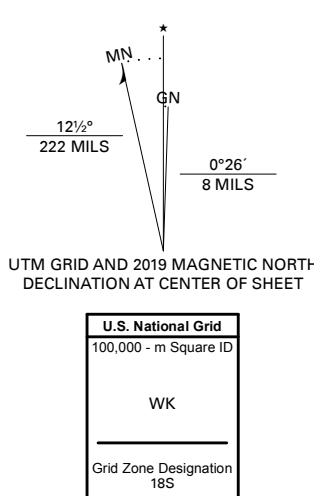 ★
MN
GN
12½°
222 MILS
0°26´
8 MILS
UTM GRID AND 2019 MAGNETIC NORTH
DECLINATION AT CENTER OF SHEET
U.S. National Grid
100,000 - m Square ID
WK
Grid Zone Designation
18S